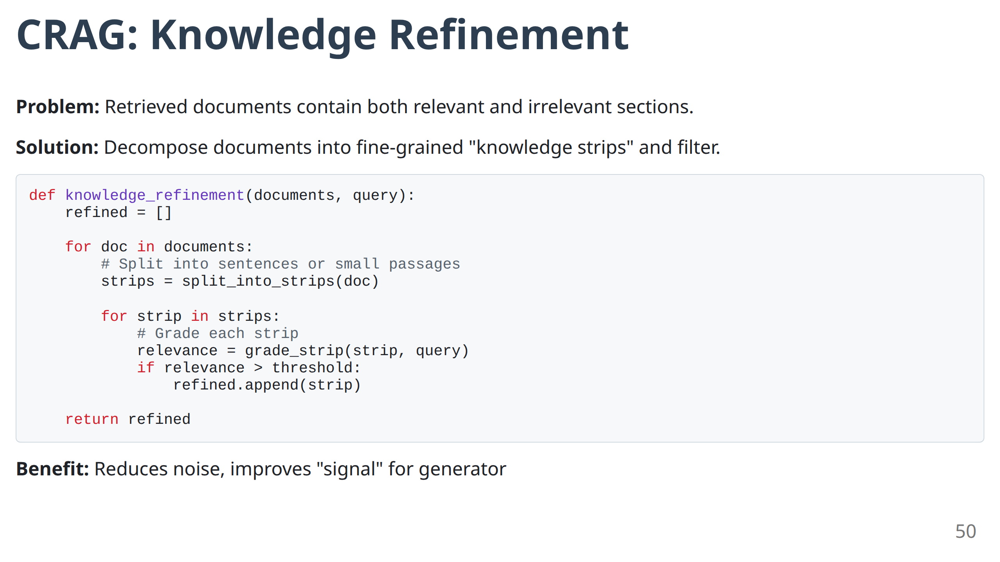 CRAG: Knowledge Refinement
Problem: Retrieved documents contain both relevant and irrelevant sections.
Solution: Decompose documents into fine-grained "knowledge strips" and filter.
def knowledge_refinement(documents, query):
    refined = []
    for doc in documents:
        # Split into sentences or small passages
        strips = split_into_strips(doc)
        for strip in strips:
            # Grade each strip
            relevance = grade_strip(strip, query)
            if relevance > threshold:
                refined.append(strip)
    return refined
Benefit: Reduces noise, improves "signal" for generator
50